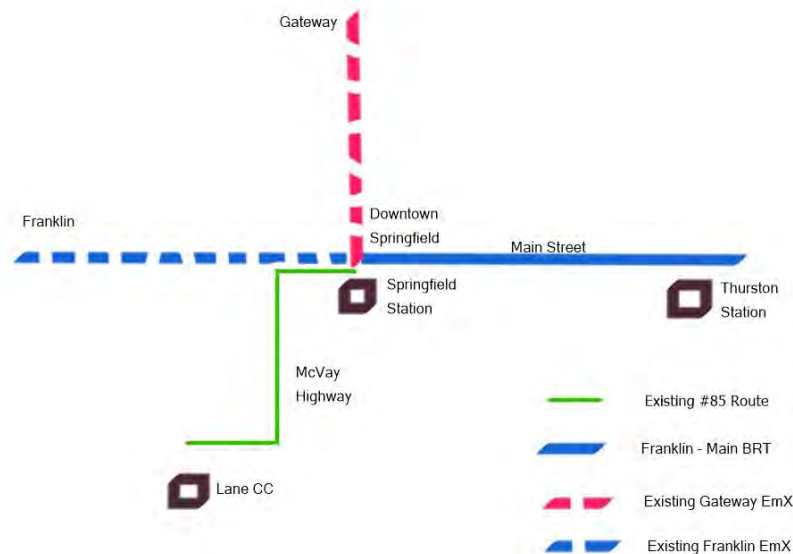 Gateway
Franklin
Downtown
Springfield
Main Street
Springfield
Station
Thurston
Station
McVay
Highway
Lane CC
Existing #85 Route
Franklin - Main BRT
Existing Gateway EmX
Existing Franklin EmX